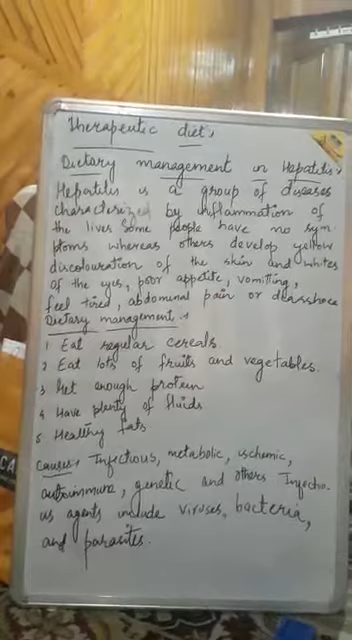 Therapeutic diet,
Dietary management in Hepatitis,
Hepatitis is a group of diseases
characterized by inflammation of
the liver some people have no sym-
ptoms whereas others develop yellow
discolouration of the skin and whites
of the eyes, poor appetite, vomitting,
feel tired, abdominal pain or
Dietary management.,
1 Eat regular cereals.
2 Eat lots of fruits and vegetables.
3 Get enough protein
4 Have plenty of fluids
5 Healthy fats
Causes, Infectious, metabolic, ischemic,
autoimmune, genetic and others Infectio-
us agents include viruses, bacteria,
and parasites.